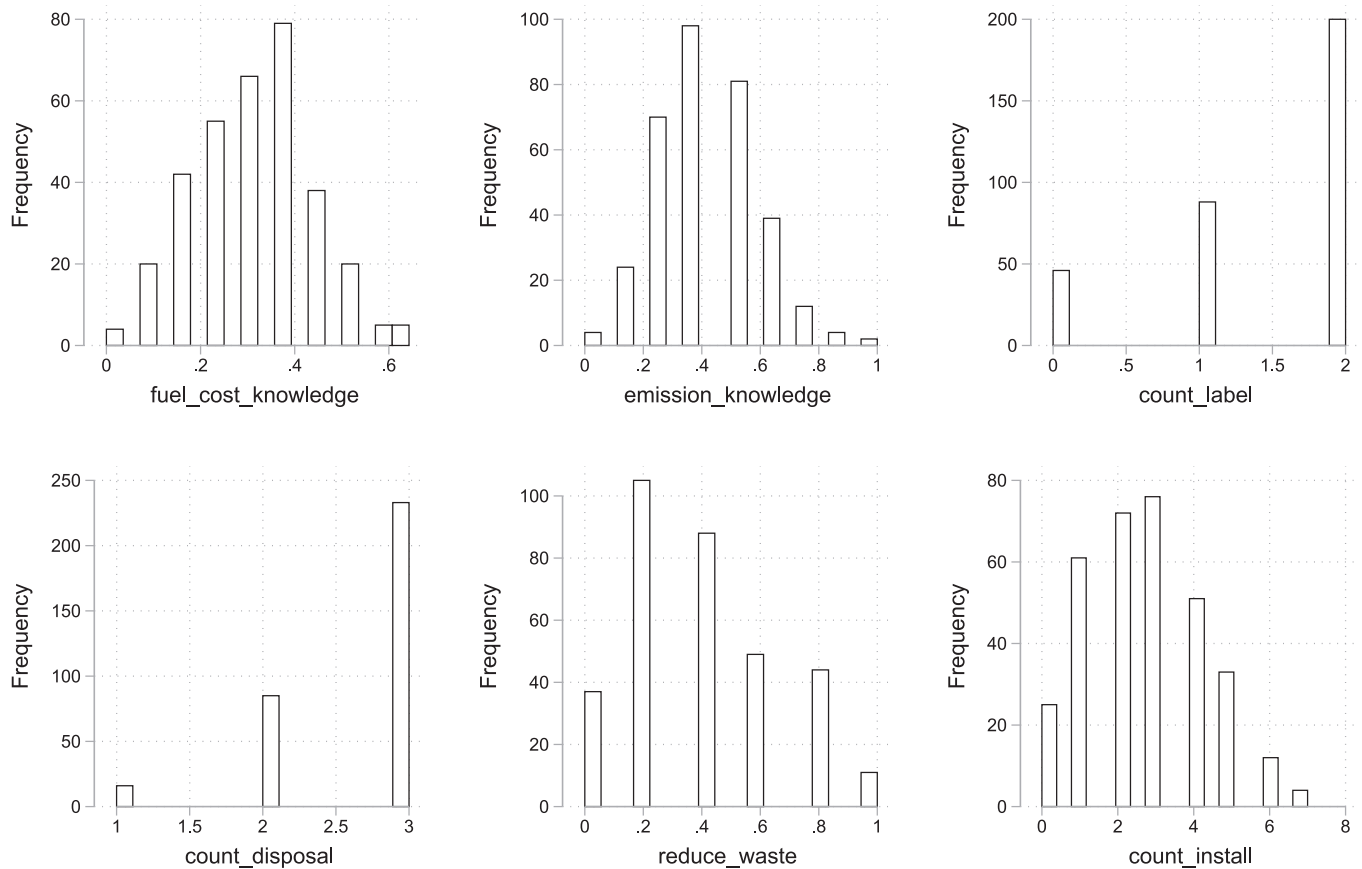 80
60
40
20
0
Frequency
0 .2 .4 .6
fuel_cost_knowledge
100
80
60
40
20
0
Frequency
0 .2 .4 .6 .8 1
emission_knowledge
200
150
100
50
0
Frequency
0 .5 1 1.5 2
count_label
250
200
150
100
50
0
Frequency
1 1.5 2 2.5 3
count_disposal
100
80
60
40
20
0
Frequency
0 .2 .4 .6 .8 1
reduce_waste
80
60
40
20
0
Frequency
0 2 4 6 8
count_install